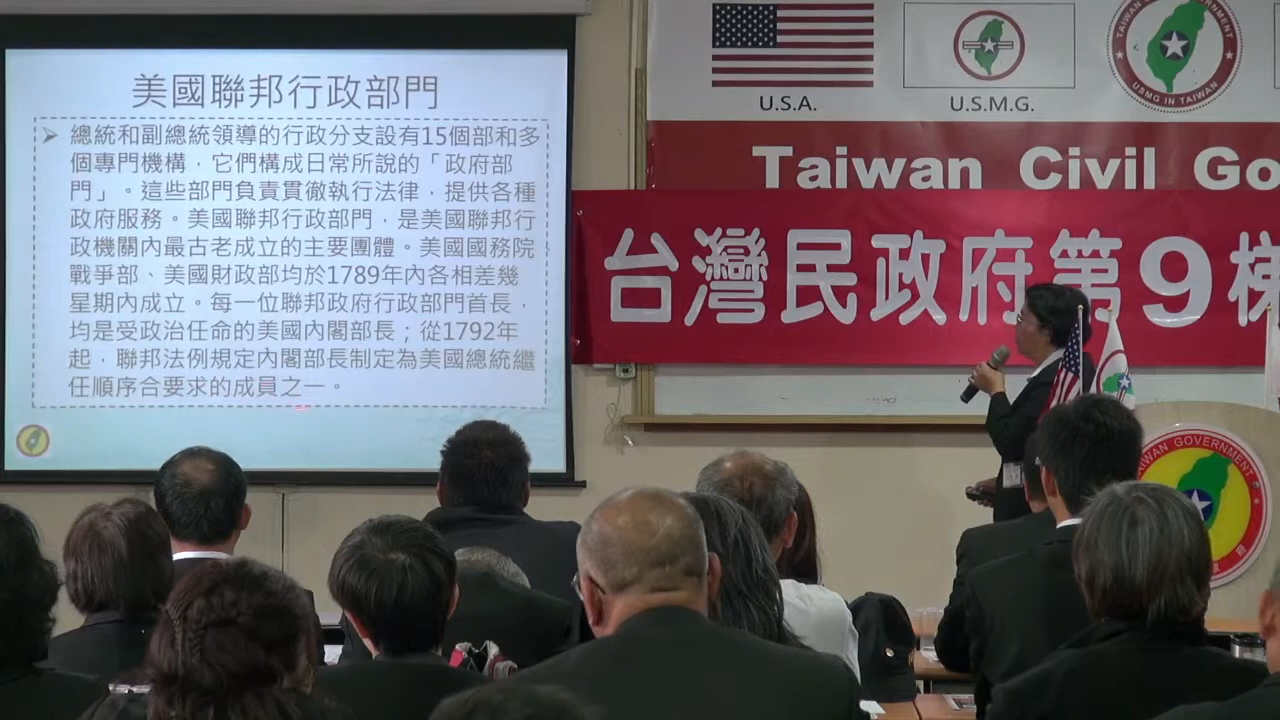 美國聯邦行政部門
➢ 總統和副總統領導的行政分支設有15個部和多
個專門機構，它們構成日常所說的「政府部
門」。這些部門負責貫徹執行法律，提供各種
政府服務。美國聯邦行政部門，是美國聯邦行
政機關內最古老成立的主要團體。美國國務院
戰爭部、美國財政部均於1789年內各相差幾
星期內成立。每一位聯邦政府行政部門首長，
均是受政治任命的美國內閣部長；從1792年
起，聯邦法例規定內閣部長制定為美國總統繼
任順序合要求的成員之一。
U.S.A.
U.S.M.G.
TAIWAN GOVERNMENT
USMG IN TAIWAN
Taiwan Civil Go
台灣民政府第9梯
TAIWAN GOVERNMENT